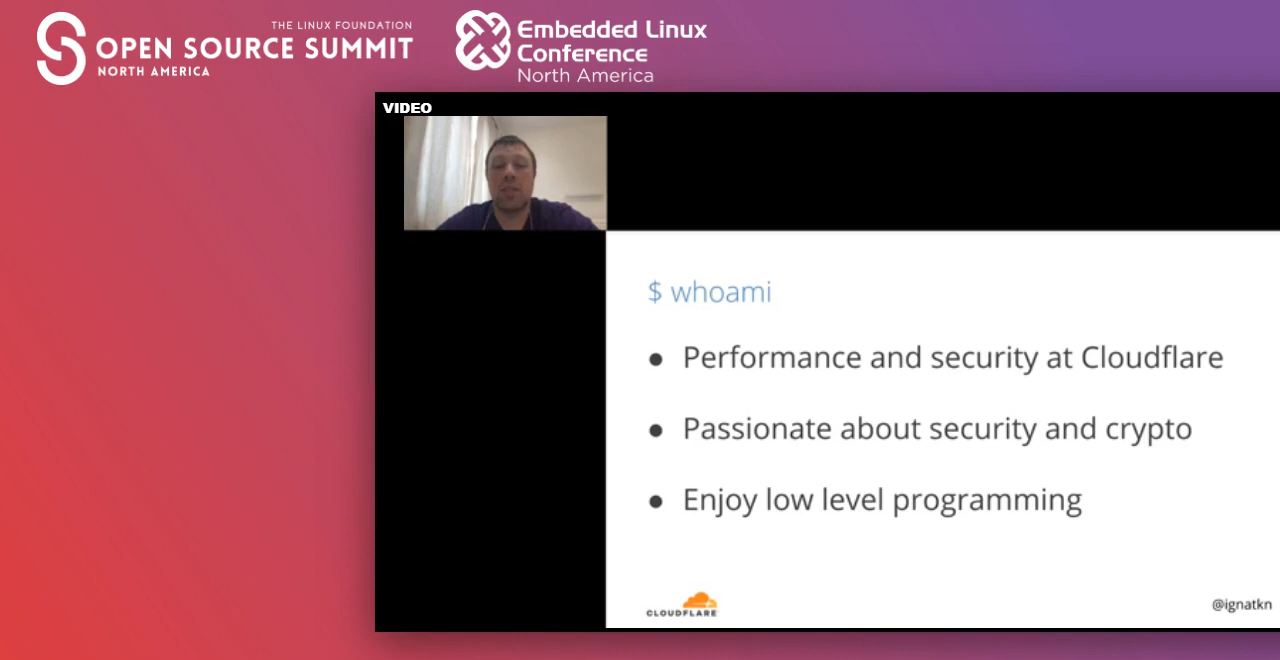 THE LINUX FOUNDATION
OPEN SOURCE SUMMIT
NORTH AMERICA
Embedded Linux
Conference
North America
VIDEO
$ whoami
● Performance and security at Cloudflare
● Passionate about security and crypto
● Enjoy low level programming
CLOUDFLARE
@ignatkn